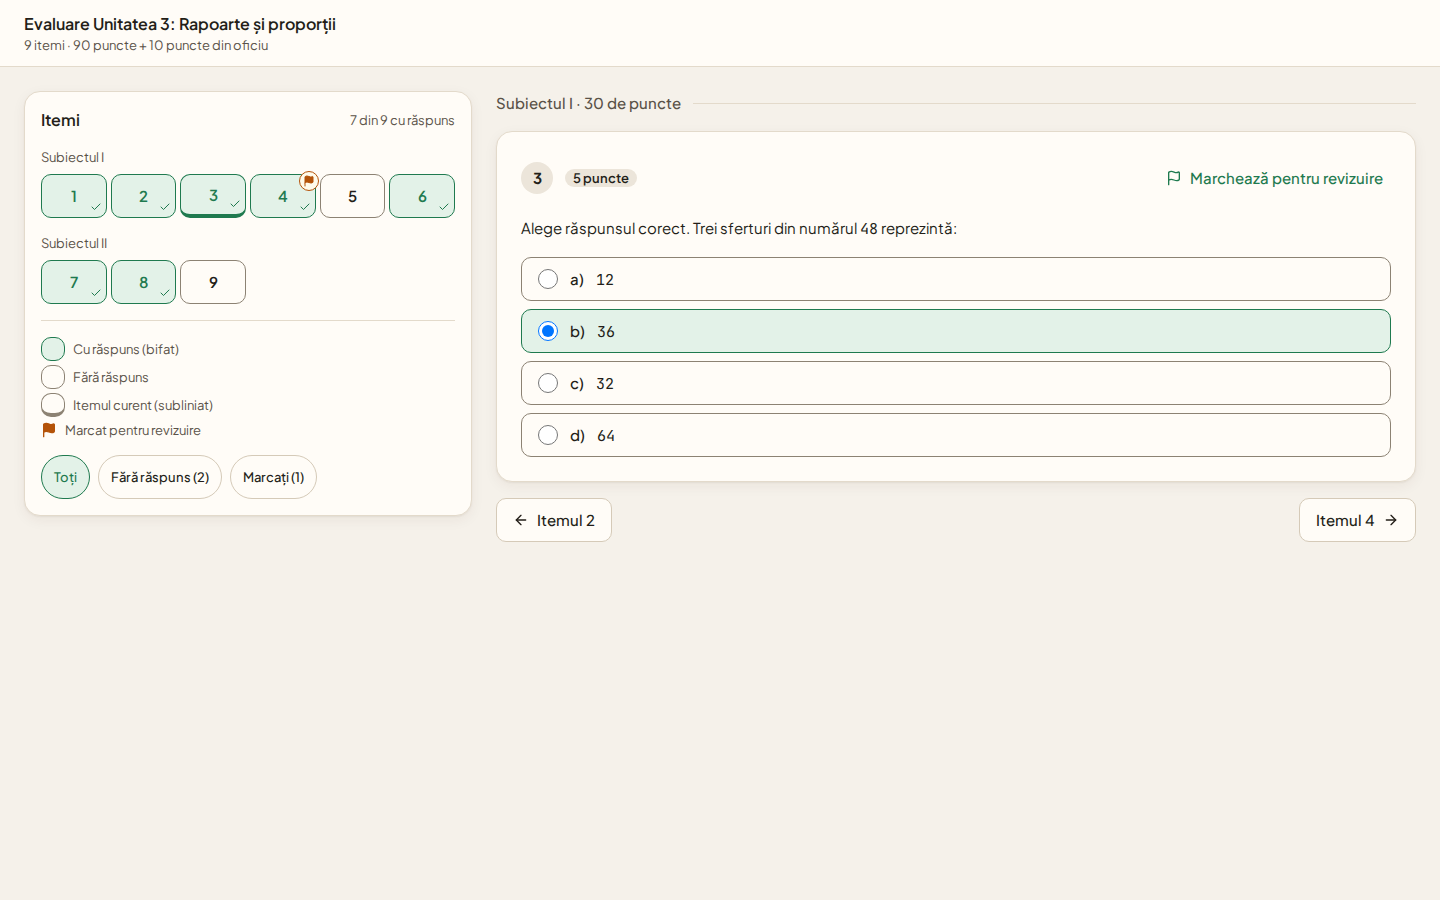 Evaluare Unitatea 3: Rapoarte și proporții
9 itemi · 90 puncte + 10 puncte din oficiu
Itemi
7 din 9 cu răspuns
Subiectul I
1
2
3
4
5
6
Subiectul II
7
8
9
Cu răspuns (bifat)
Fără răspuns
Itemul curent (subliniat)
Marcat pentru revizuire
Toți
Fără răspuns (2)
Marcați (1)
Subiectul I · 30 de puncte
3
5 puncte
Marchează pentru revizuire
Alege răspunsul corect. Trei sferturi din numărul 48 reprezintă:
a) 12
b) 36
c) 32
d) 64
Itemul 2
Itemul 4